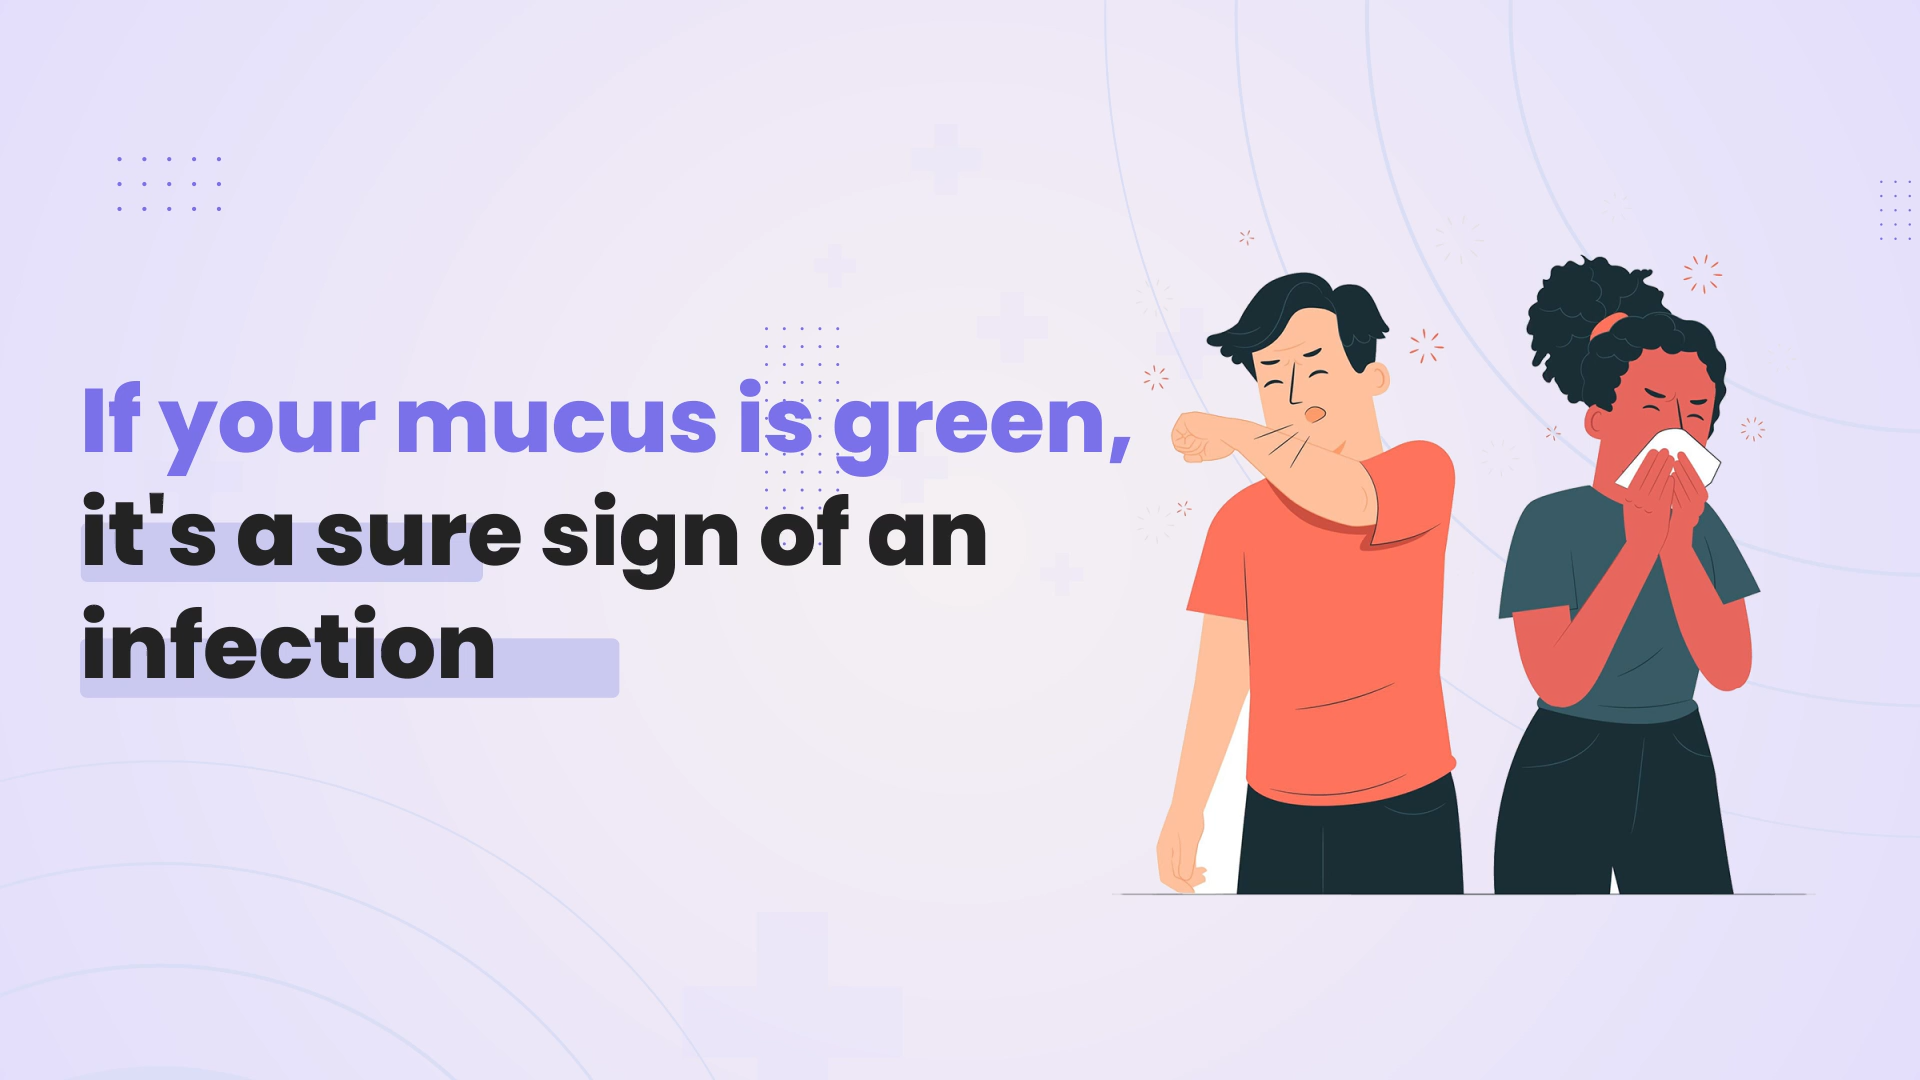 If your mucus is green,
it's a sure sign of an
infection